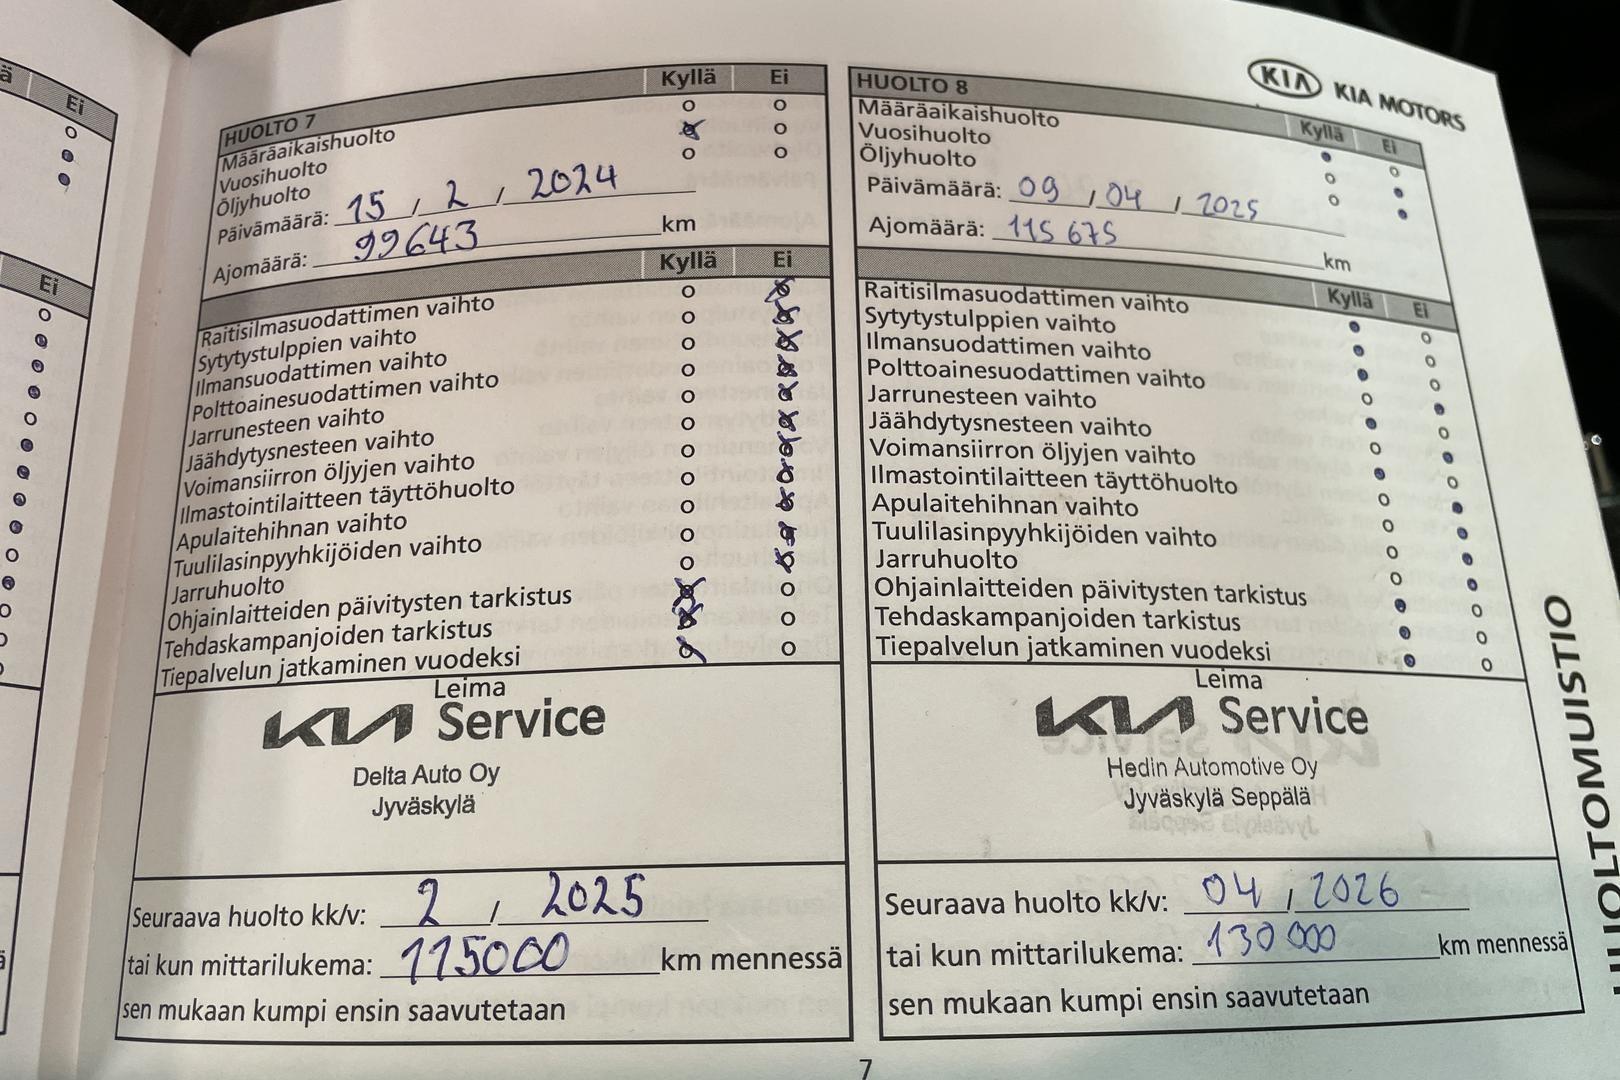 ä Ei
Ei
HUOLTO 7 Kyllä Ei
Määräaikaishuolto
Vuosihuolto
Öljyhuolto
Päivämäärä: 15 / 2 / 2024
Ajomäärä: 99643 km
Kyllä Ei
Raitisilmasuodattimen vaihto
Sytytystulppien vaihto
Ilmansuodattimen vaihto
Polttoainesuodattimen vaihto
Jarrunesteen vaihto
Jäähdytysnesteen vaihto
Voimansiirron öljyjen vaihto
Ilmastointilaitteen täyttöhuolto
Apulaitehihnan vaihto
Tuulilasinpyyhkijöiden vaihto
Jarruhuolto
Ohjainlaitteiden päivitysten tarkistus
Tehdaskampanjoiden tarkistus
Tiepalvelun jatkaminen vuodeksi
Leima
KIA Service
Delta Auto Oy
Jyväskylä
Seuraava huolto kk/v: 2 / 2025
tai kun mittarilukema: 115000 km mennessä
sen mukaan kumpi ensin saavutetaan
KIA KIA MOTORS
HUOLTO 8 Kyllä Ei
Määräaikaishuolto
Vuosihuolto
Öljyhuolto
Päivämäärä: 09 / 04 / 2025
Ajomäärä: 115 675 km
Kyllä Ei
Raitisilmasuodattimen vaihto
Sytytystulppien vaihto
Ilmansuodattimen vaihto
Polttoainesuodattimen vaihto
Jarrunesteen vaihto
Jäähdytysnesteen vaihto
Voimansiirron öljyjen vaihto
Ilmastointilaitteen täyttöhuolto
Apulaitehihnan vaihto
Tuulilasinpyyhkijöiden vaihto
Jarruhuolto
Ohjainlaitteiden päivitysten tarkistus
Tehdaskampanjoiden tarkistus
Tiepalvelun jatkaminen vuodeksi
Leima
KIA Service
Hedin Automotive Oy
Jyväskylä Seppälä
Seuraava huolto kk/v: 04 / 2026
tai kun mittarilukema: 130 000 km mennessä
sen mukaan kumpi ensin saavutetaan
HUOLTOMUISTIO
7